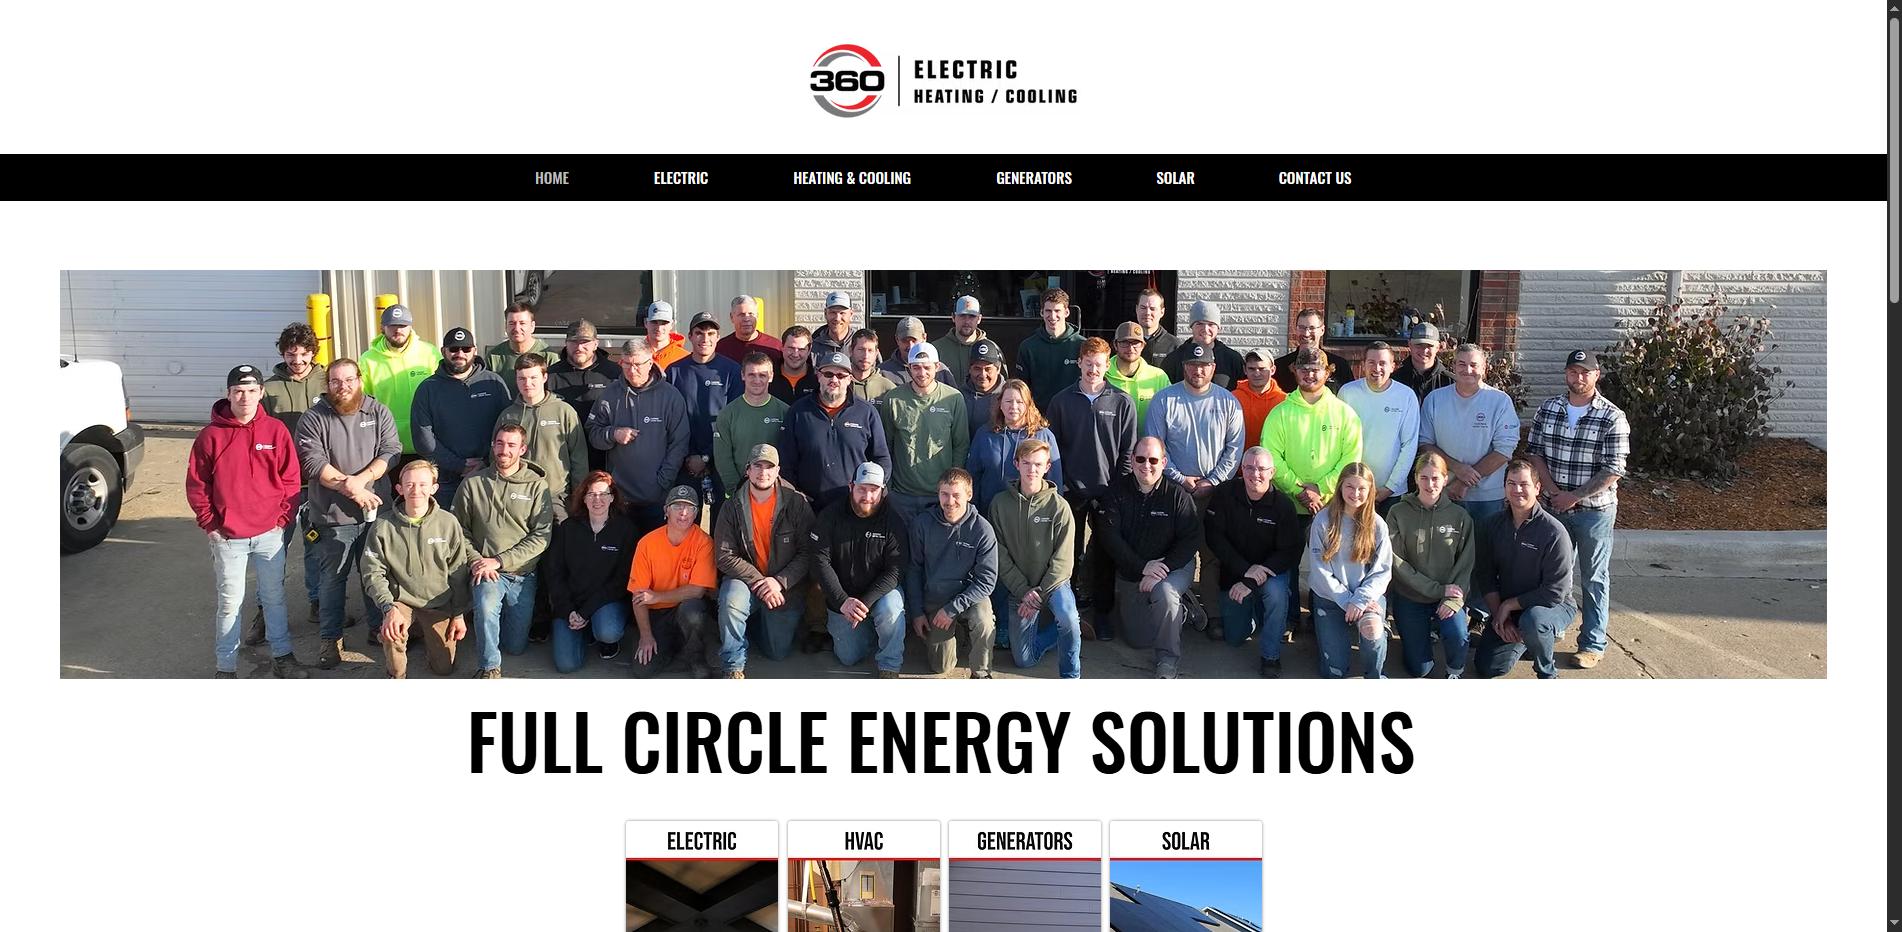 360
ELECTRIC
HEATING / COOLING
HOME
ELECTRIC
HEATING & COOLING
GENERATORS
SOLAR
CONTACT US
FULL CIRCLE ENERGY SOLUTIONS
ELECTRIC
HVAC
GENERATORS
SOLAR